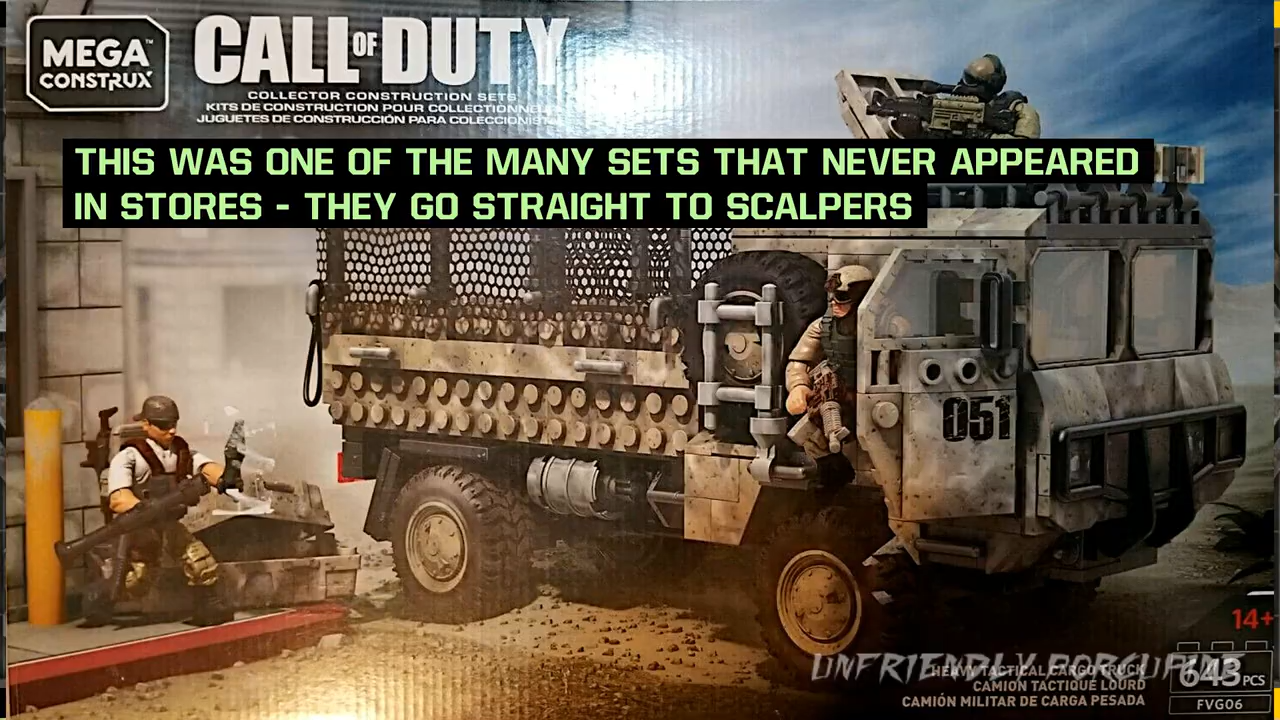 MEGA™
CONSTRUX
CALL OF DUTY
COLLECTOR CONSTRUCTION SETS
KITS DE CONSTRUCTION POUR COLLECTIONNEURS
JUGUETES DE CONSTRUCCIÓN PARA COLECCIONISTAS
THIS WAS ONE OF THE MANY SETS THAT NEVER APPEARED
IN STORES - THEY GO STRAIGHT TO SCALPERS
051
14+
UNFRIENDLY PORCUPINE
HEAVY TACTICAL CARGO TRUCK
CAMION TACTIQUE LOURD
CAMIÓN MILITAR DE CARGA PESADA
643 PCS
FVG06